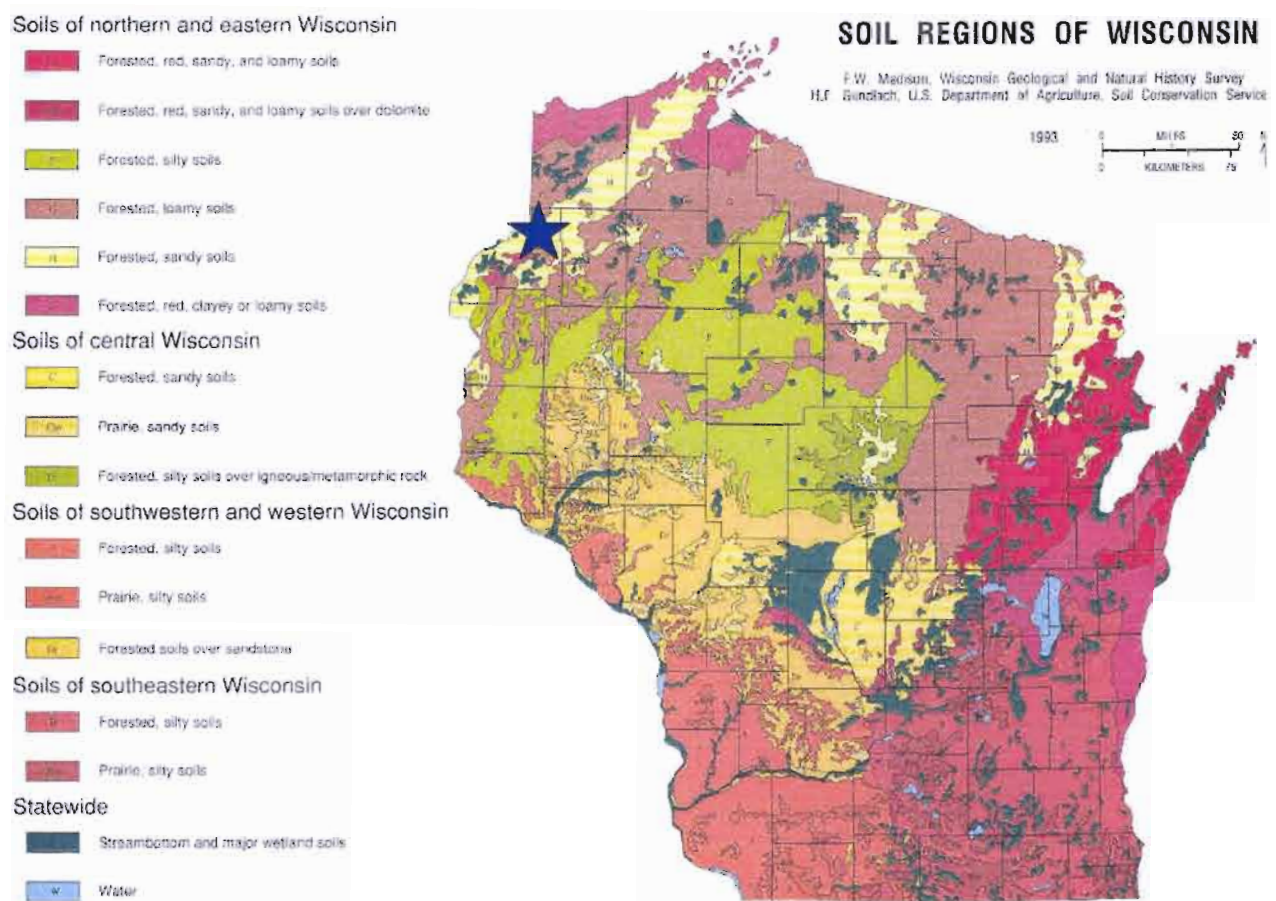 Soils of northern and eastern Wisconsin
Forested, red, sandy, and loamy soils
Forested, red, sandy, and loamy soils over dolomite
Forested, silty soils
Forested, loamy soils
Forested, sandy soils
Forested, red, clayey or loamy soils
Soils of central Wisconsin
C
Forested, sandy soils
Prairie, sandy soils
Forested, silty soils over igneous/metamorphic rock
Soils of southwestern and western Wisconsin
Forested, silty soils
Prairie, silty soils
Forested soils over sandstone
Soils of southeastern Wisconsin
Forested, silty soils
Prairie, silty soils
Statewide
Streambottom and major wetland soils
W
Water
SOIL REGIONS OF WISCONSIN
F.W. Madison, Wisconsin Geological and Natural History Survey
H.F. Gundlach, U.S. Department of Agriculture, Soil Conservation Service
1993
0 MILES
0 KILOMETERS 75